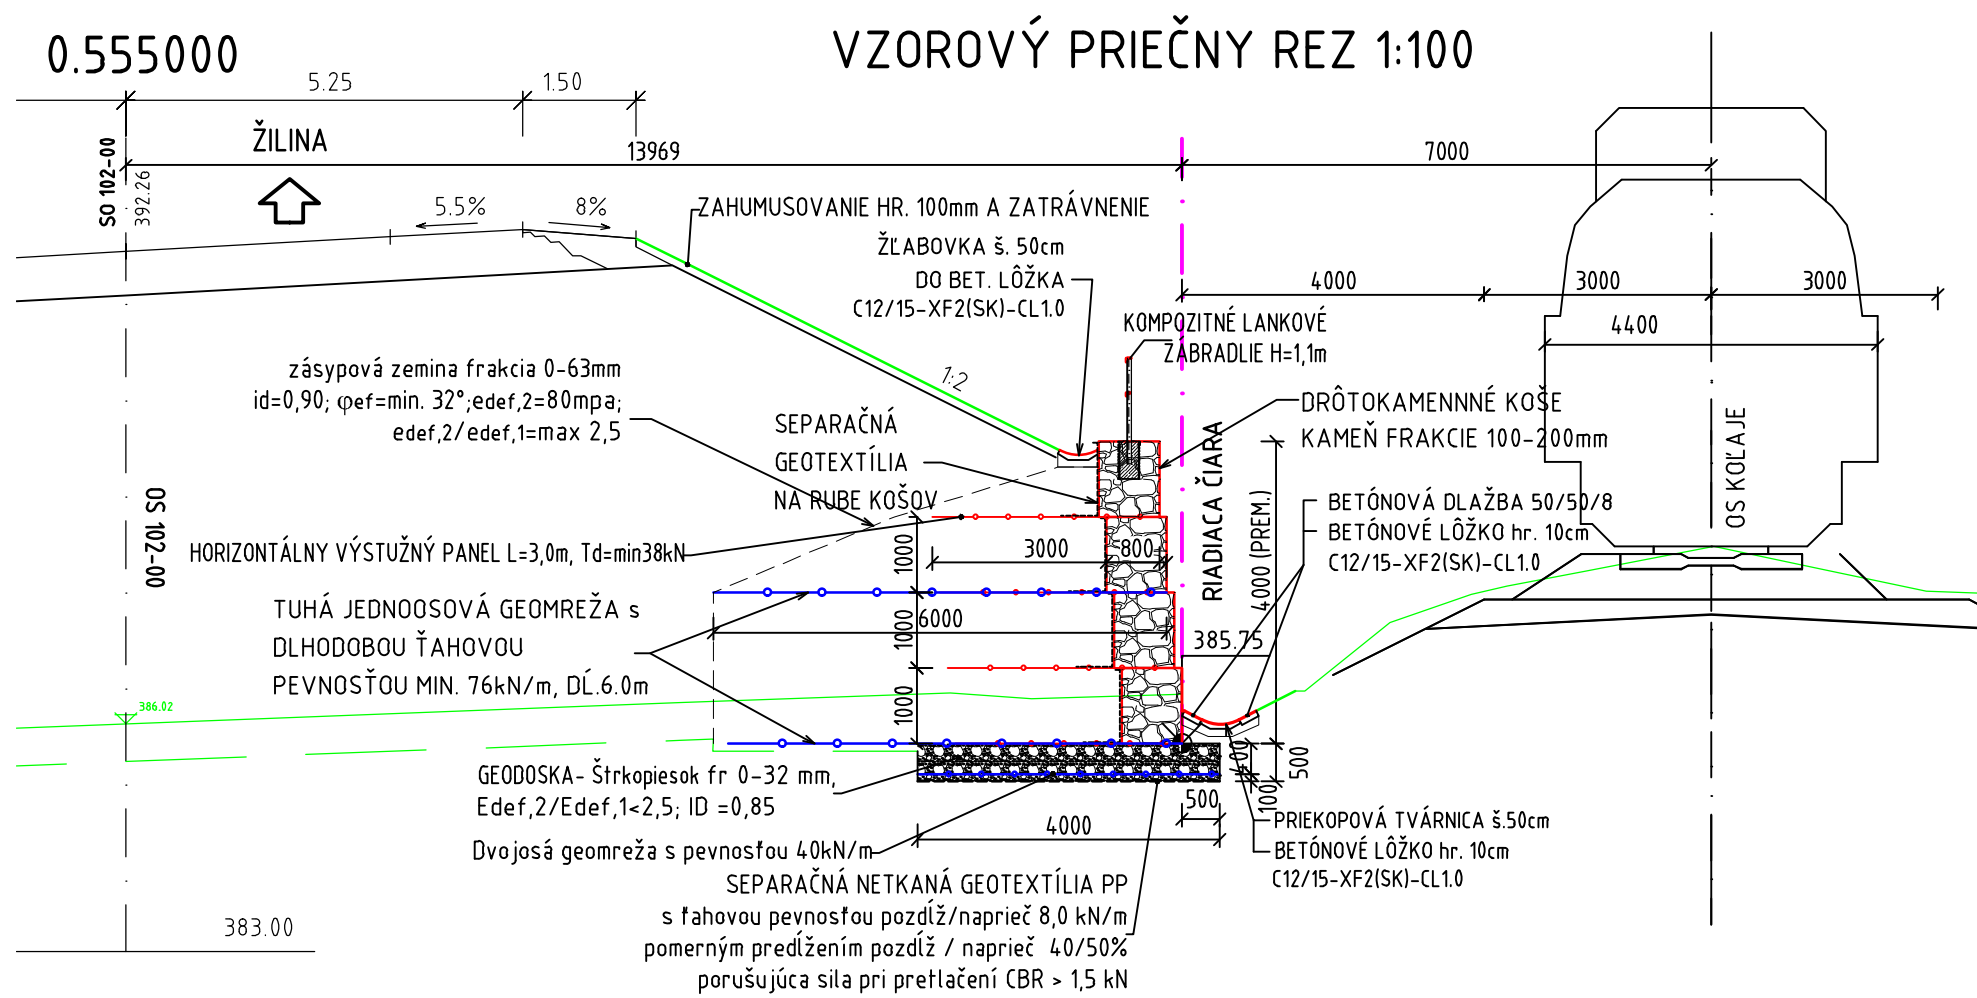 0.555000
VZOROVÝ PRIEČNY REZ 1:100
5.25
1.50
ŽILINA
13969
7000
SO 102-00
392.26
5.5%
8%
ZAHUMUSOVANIE HR. 100mm A ZATRÁVNENIE
ŽĽABOVKA š. 50cm
DO BET. LÔŽKA
C12/15-XF2(SK)-CL1.0
4000
3000
3000
4400
KOMPOZITNÉ LANKOVÉ
ZÁBRADLIE H=1,1m
zásypová zemina frakcia 0-63mm
id=0,90; φef=min. 32°;edef,2=80mpa;
edef,2/edef,1=max 2,5
1:2
SEPARAČNÁ
GEOTEXTÍLIA
NA RUBE KOŠOV
DRÔTOKAMENNNÉ KOŠE
KAMEŇ FRAKCIE 100-200mm
RIADIACA ČIARA
4000 (PREM.)
OS KOĽAJE
BETÓNOVÁ DLAŽBA 50/50/8
BETÓNOVÉ LÔŽKO hr. 10cm
C12/15-XF2(SK)-CL1.0
OS 102-00
HORIZONTÁLNY VÝSTUŽNÝ PANEL L=3,0m, Td=min38kN
1000
3000
800
TUHÁ JEDNOOSOVÁ GEOMREŽA s
DLHODOBOU ŤAHOVOU
PEVNOSŤOU MIN. 76kN/m, DĹ.6.0m
1000
6000
385.75
1000
386.02
GEODOSKA- Štrkopiesok fr 0-32 mm,
Edef,2/Edef,1<2,5; ID =0,85
400
500
100
500
4000
Dvojosá geomreža s pevnosťou 40kN/m
PRIEKOPOVÁ TVÁRNICA š.50cm
BETÓNOVÉ LÔŽKO hr. 10cm
C12/15-XF2(SK)-CL1.0
SEPARAČNÁ NETKANÁ GEOTEXTÍLIA PP
s ťahovou pevnosťou pozdĺž/naprieč 8,0 kN/m
pomerným predĺžením pozdĺž / naprieč 40/50%
porušujúca sila pri pretlačení CBR > 1,5 kN
383.00